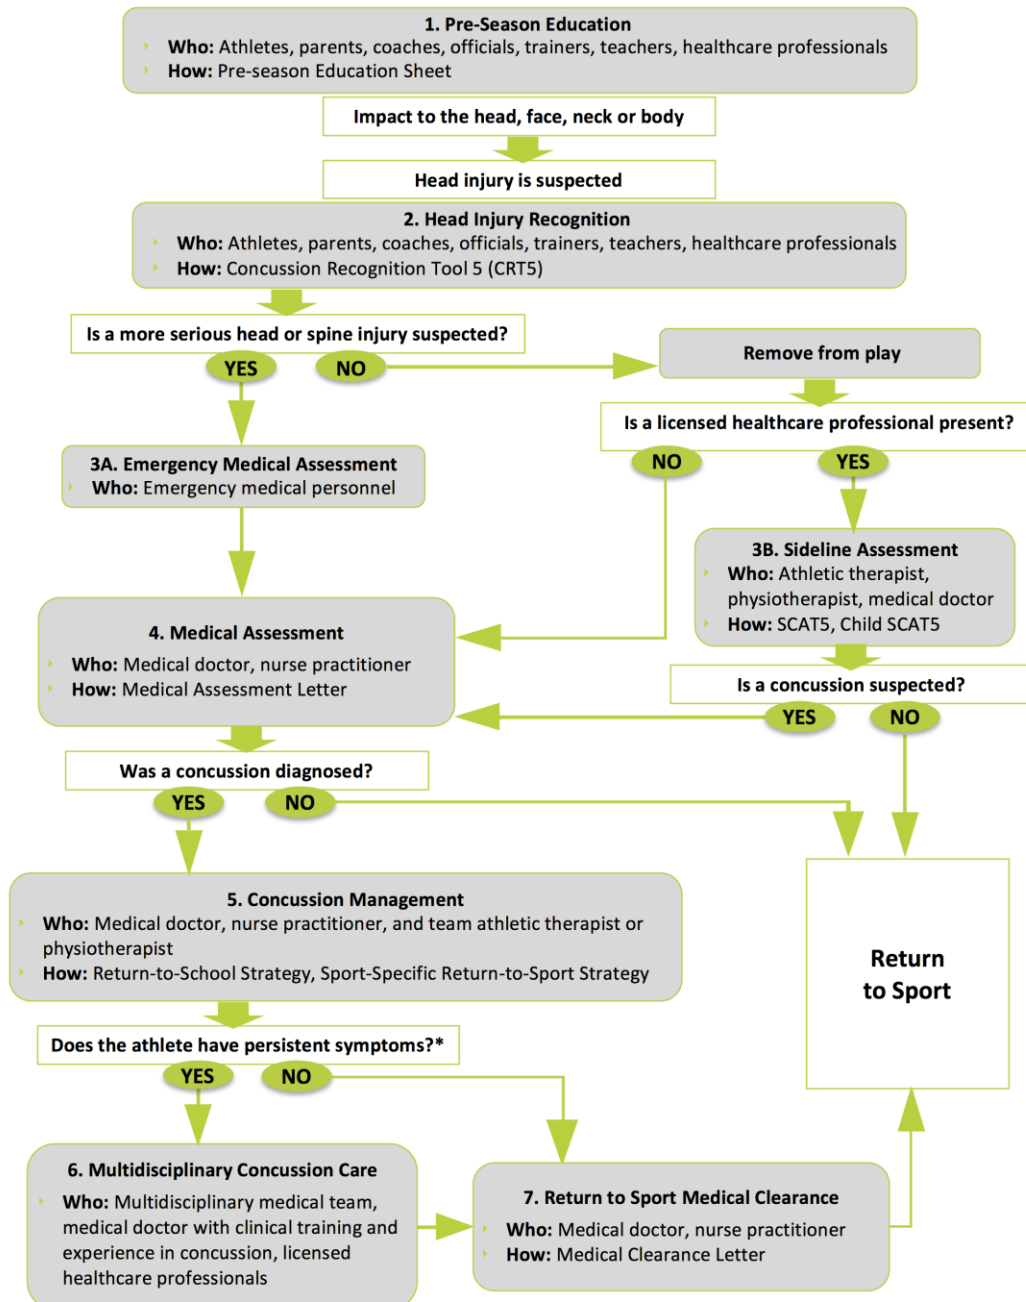 1. Pre-Season Education
Who: Athletes, parents, coaches, officials, trainers, teachers, healthcare professionals
How: Pre-season Education Sheet
Impact to the head, face, neck or body
Head injury is suspected
2. Head Injury Recognition
Who: Athletes, parents, coaches, officials, trainers, teachers, healthcare professionals
How: Concussion Recognition Tool 5 (CRT5)
Is a more serious head or spine injury suspected?
YES
NO
Remove from play
Is a licensed healthcare professional present?
NO
YES
3A. Emergency Medical Assessment
Who: Emergency medical personnel
3B. Sideline Assessment
Who: Athletic therapist,
physiotherapist, medical doctor
How: SCAT5, Child SCAT5
4. Medical Assessment
Who: Medical doctor, nurse practitioner
How: Medical Assessment Letter
Is a concussion suspected?
YES
NO
Was a concussion diagnosed?
YES
NO
5. Concussion Management
Who: Medical doctor, nurse practitioner, and team athletic therapist or
physiotherapist
How: Return-to-School Strategy, Sport-Specific Return-to-Sport Strategy
Return
to Sport
Does the athlete have persistent symptoms?*
YES
NO
6. Multidisciplinary Concussion Care
Who: Multidisciplinary medical team,
medical doctor with clinical training and
experience in concussion, licensed
healthcare professionals
7. Return to Sport Medical Clearance
Who: Medical doctor, nurse practitioner
How: Medical Clearance Letter